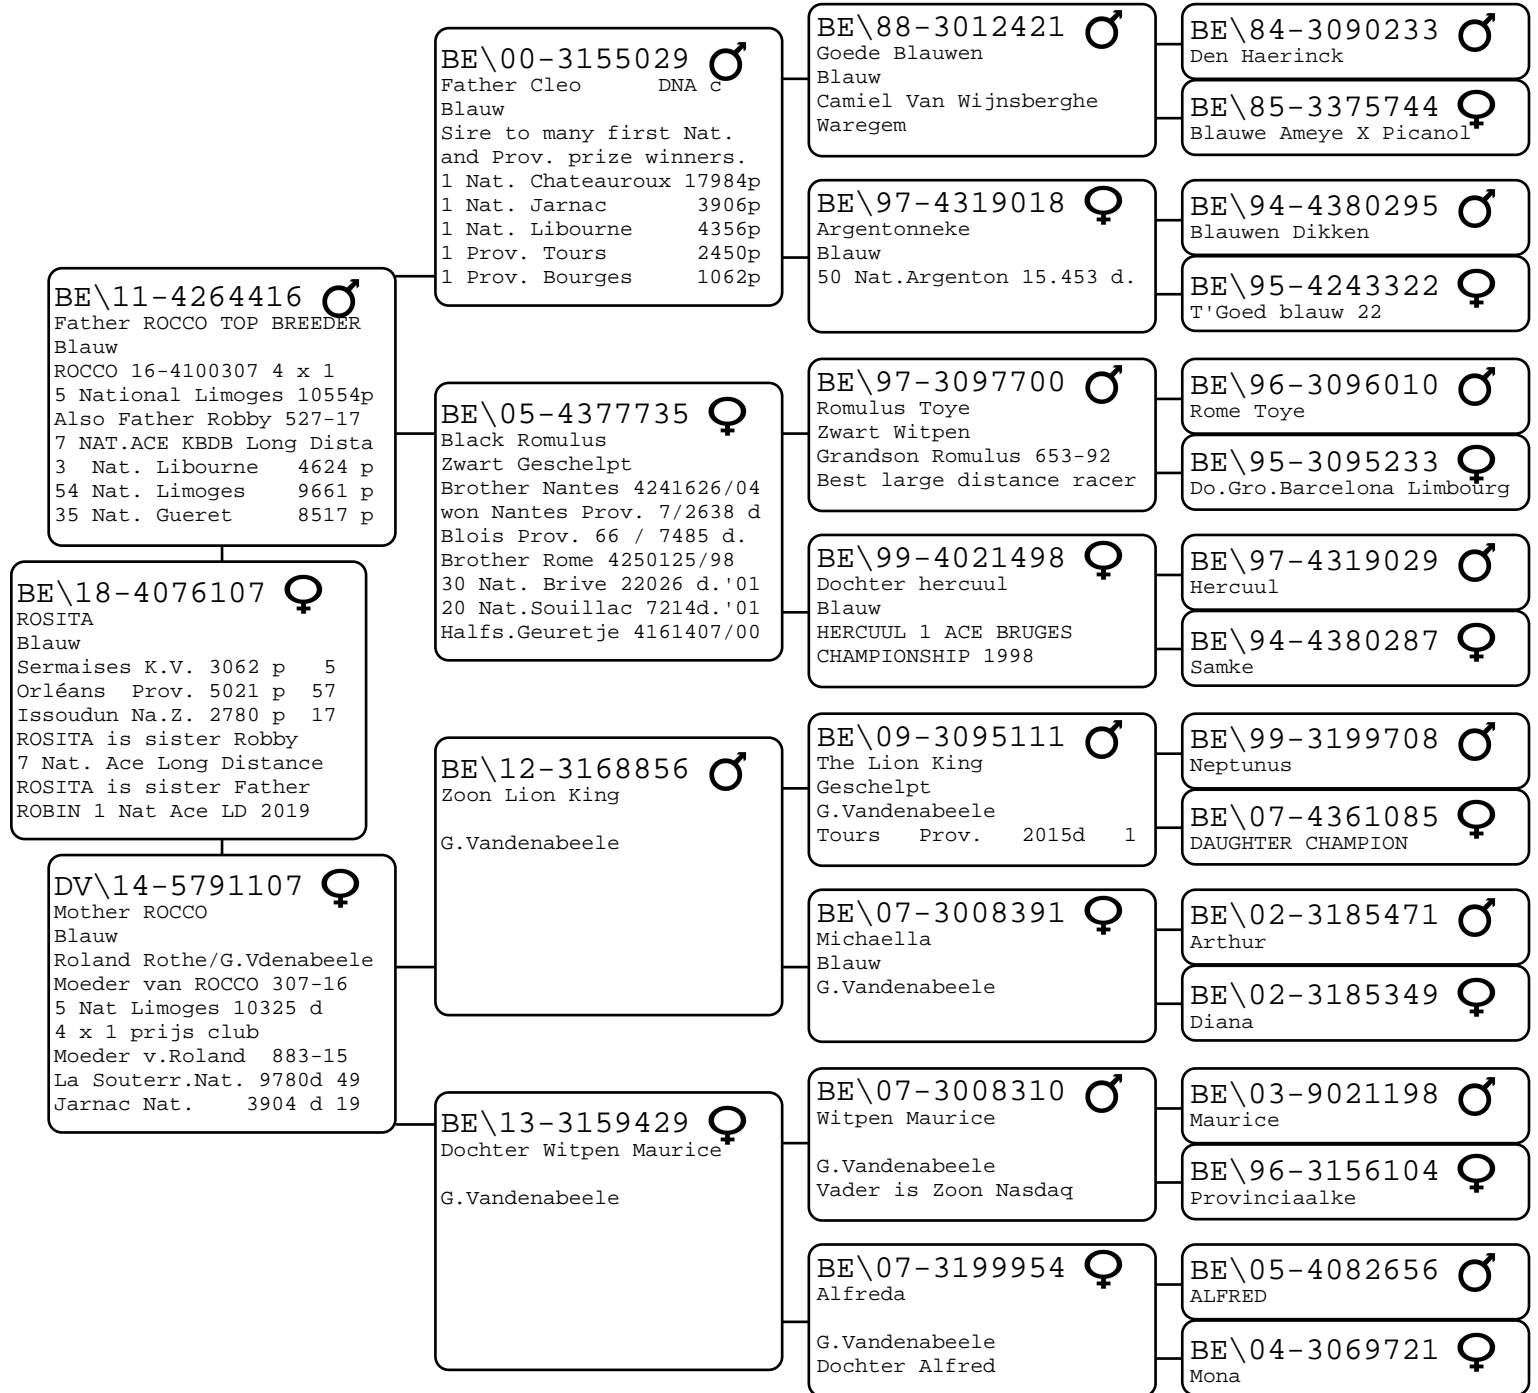 BE\18-4076107
ROSITA
Blauw
Sermaises K.V. 3062 p   5
Orléans  Prov. 5021 p  57
Issoudun Na.Z. 2780 p  17
ROSITA is sister Robby
7 Nat. Ace Long Distance
ROSITA is sister Father
ROBIN 1 Nat Ace LD 2019
BE\11-4264416
Father ROCCO TOP BREEDER
Blauw
ROCCO 16-4100307 4 x 1
5 National Limoges 10554p
Also Father Robby 527-17
7 NAT.ACE KBDB Long Dista
3  Nat. Libourne   4624 p
54 Nat. Limoges    9661 p
35 Nat. Gueret     8517 p
DV\14-5791107
Mother ROCCO
Blauw
Roland Rothe/G.Vdenabeele
Moeder van ROCCO 307-16
5 Nat Limoges 10325 d
4 x 1 prijs club
Moeder v.Roland  883-15
La Souterr.Nat. 9780d 49
Jarnac Nat.    3904 d 19
BE\00-3155029
Father Cleo      DNA c
Blauw
Sire to many first Nat.
and Prov. prize winners.
1 Nat. Chateauroux 17984p
1 Nat. Jarnac       3906p
1 Nat. Libourne     4356p
1 Prov. Tours       2450p
1 Prov. Bourges     1062p
BE\05-4377735
Black Romulus
Zwart Geschelpt
Brother Nantes 4241626/04
won Nantes Prov. 7/2638 d
Blois Prov. 66 / 7485 d.
Brother Rome 4250125/98
30 Nat. Brive 22026 d.'01
20 Nat.Souillac 7214d.'01
Halfs.Geuretje 4161407/00
BE\12-3168856
Zoon Lion King
G.Vandenabeele
BE\13-3159429
Dochter Witpen Maurice
G.Vandenabeele
BE\88-3012421
Goede Blauwen
Blauw
Camiel Van Wijnsberghe
Waregem
BE\97-4319018
Argentonneke
Blauw
50 Nat.Argenton 15.453 d.
BE\97-3097700
Romulus Toye
Zwart Witpen
Grandson Romulus 653-92
Best large distance racer
BE\99-4021498
Dochter hercuul
Blauw
HERCUUL 1 ACE BRUGES
CHAMPIONSHIP 1998
BE\09-3095111
The Lion King
Geschelpt
G.Vandenabeele
Tours   Prov.   2015d   1
BE\07-3008391
Michaella
Blauw
G.Vandenabeele
BE\07-3008310
Witpen Maurice
G.Vandenabeele
Vader is Zoon Nasdaq
BE\07-3199954
Alfreda
G.Vandenabeele
Dochter Alfred
BE\84-3090233
Den Haerinck
BE\85-3375744
Blauwe Ameye X Picanol
BE\94-4380295
Blauwen Dikken
BE\95-4243322
T'Goed blauw 22
BE\96-3096010
Rome Toye
BE\95-3095233
Do.Gro.Barcelona Limbourg
BE\97-4319029
Hercuul
BE\94-4380287
Samke
BE\99-3199708
Neptunus
BE\07-4361085
DAUGHTER CHAMPION
BE\02-3185471
Arthur
BE\02-3185349
Diana
BE\03-9021198
Maurice
BE\96-3156104
Provinciaalke
BE\05-4082656
ALFRED
BE\04-3069721
Mona